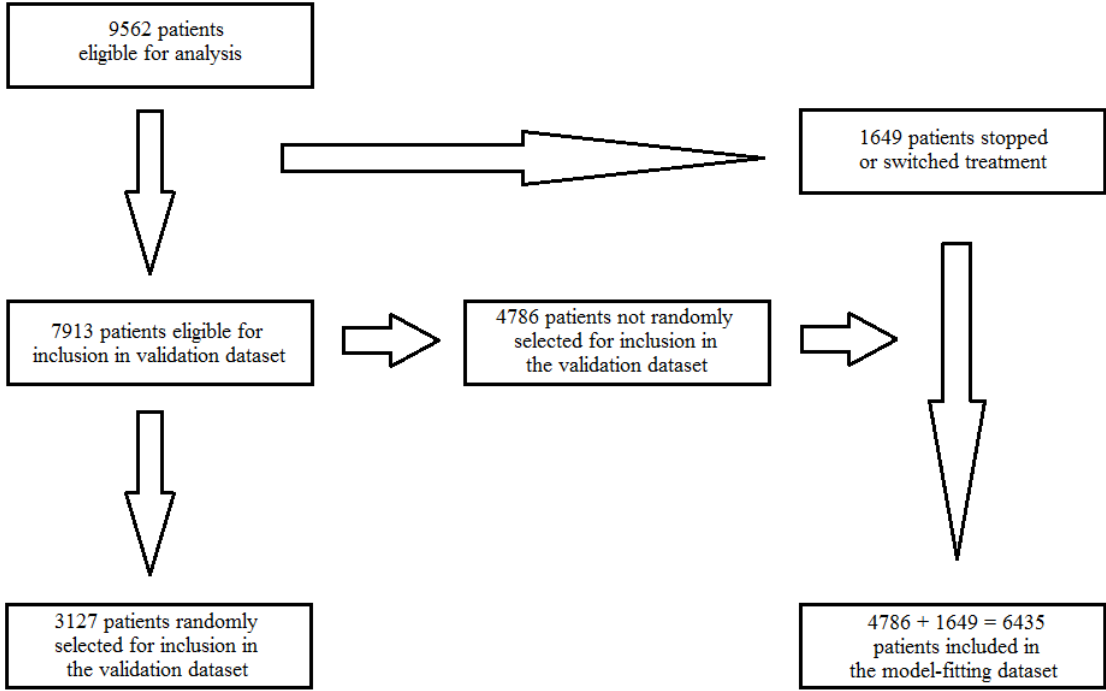 9562 patients
eligible for analysis
1649 patients stopped
or switched treatment
7913 patients eligible for
inclusion in validation dataset
4786 patients not randomly
selected for inclusion in
the validation dataset
3127 patients randomly
selected for inclusion in
the validation dataset
4786 + 1649 = 6435
patients included in
the model-fitting dataset